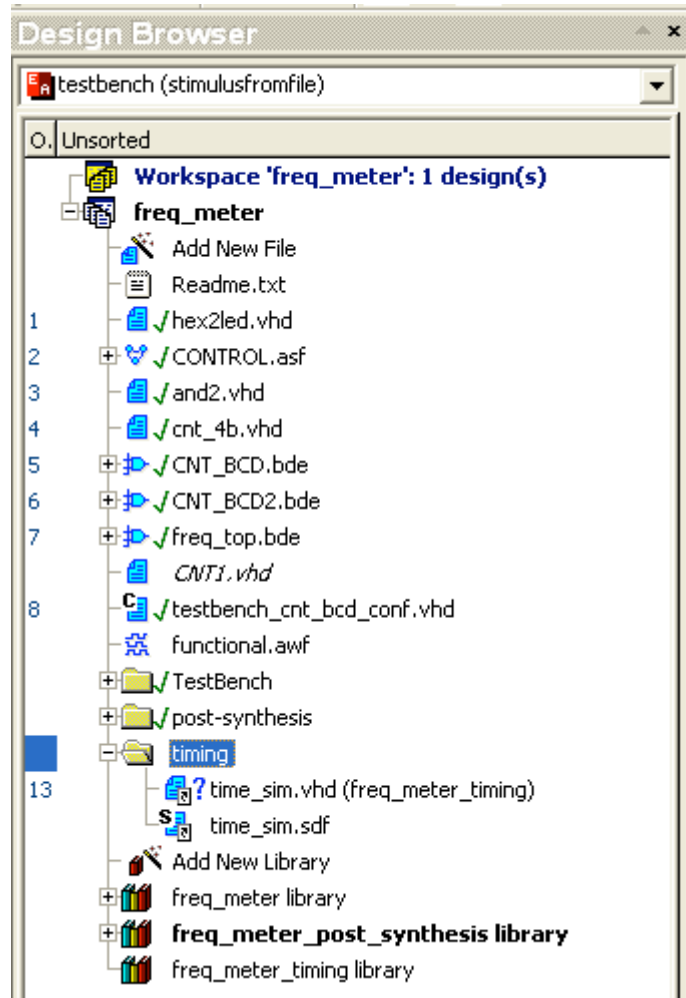 Design Browser
testbench (stimulusfromfile)
O. Unsorted
Workspace 'freq_meter': 1 design(s)
freq_meter
Add New File
Readme.txt
1 hex2led.vhd
2 CONTROL.asf
3 and2.vhd
4 cnt_4b.vhd
5 CNT_BCD.bde
6 CNT_BCD2.bde
7 freq_top.bde
CNT1.vhd
8 testbench_cnt_bcd_conf.vhd
functional.awf
TestBench
post-synthesis
timing
13 ? time_sim.vhd (freq_meter_timing)
time_sim.sdf
Add New Library
freq_meter library
freq_meter_post_synthesis library
freq_meter_timing library